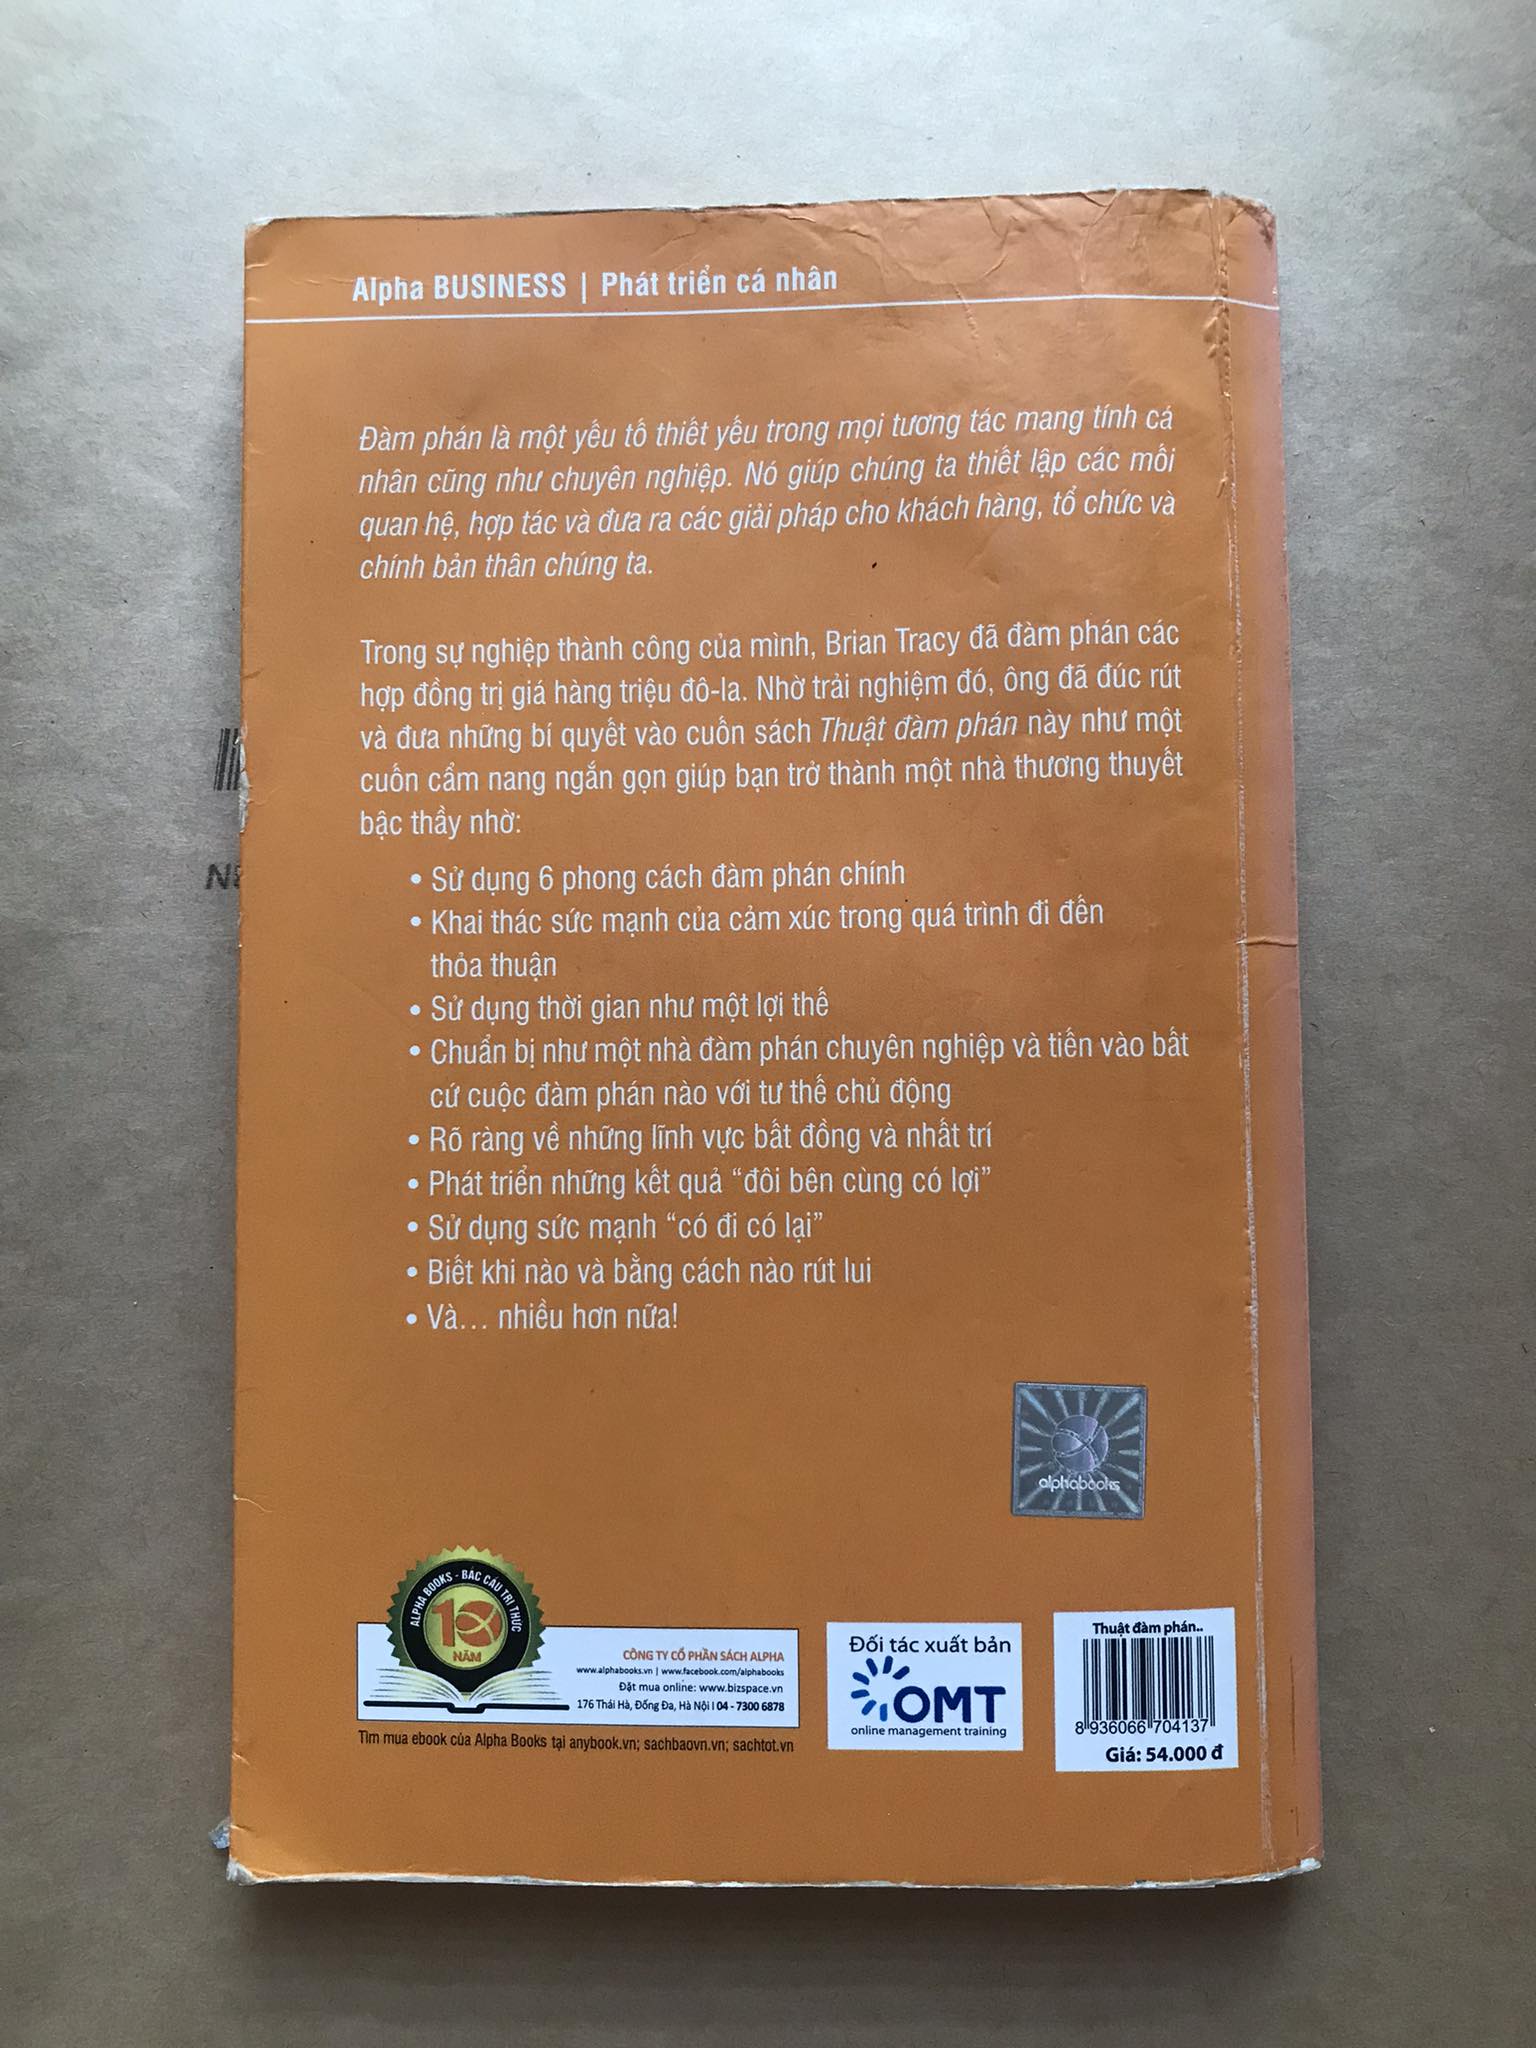 Alpha BUSINESS | Phát triển cá nhân
Đàm phán là một yếu tố thiết yếu trong mọi tương tác mang tính cá
nhân cũng như chuyên nghiệp. Nó giúp chúng ta thiết lập các mối
quan hệ, hợp tác và đưa ra các giải pháp cho khách hàng, tổ chức và
chính bản thân chúng ta.
Trong sự nghiệp thành công của mình, Brian Tracy đã đàm phán các
hợp đồng trị giá hàng triệu đô-la. Nhờ trải nghiệm đó, ông đã đúc rút
và đưa những bí quyết vào cuốn sách Thuật đàm phán này như một
cuốn cẩm nang ngắn gọn giúp bạn trở thành một nhà thương thuyết
bậc thầy nhờ:
• Sử dụng 6 phong cách đàm phán chính
• Khai thác sức mạnh của cảm xúc trong quá trình đi đến
thỏa thuận
• Sử dụng thời gian như một lợi thế
• Chuẩn bị như một nhà đàm phán chuyên nghiệp và tiến vào bất
cứ cuộc đàm phán nào với tư thế chủ động
• Rõ ràng về những lĩnh vực bất đồng và nhất trí
• Phát triển những kết quả “đôi bên cùng có lợi”
• Sử dụng sức mạnh “có đi có lại”
• Biết khi nào và bằng cách nào rút lui
• Và... nhiều hơn nữa!
alphabooks
ALPHA BOOKS - BẮC CẦU TRI THỨC
10
NĂM
CÔNG TY CỔ PHẦN SÁCH ALPHA
www.alphabooks.vn | www.facebook.com/alphabooks
Đặt mua online: www.bizspace.vn
176 Thái Hà, Đống Đa, Hà Nội I 04 - 7300 6878
Tìm mua ebook của Alpha Books tại anybook.vn; sachbaovn.vn; sachtot.vn
Đối tác xuất bản
OMT
online management training
Thuật đàm phán..
8 936066 704137
Giá: 54.000 đ